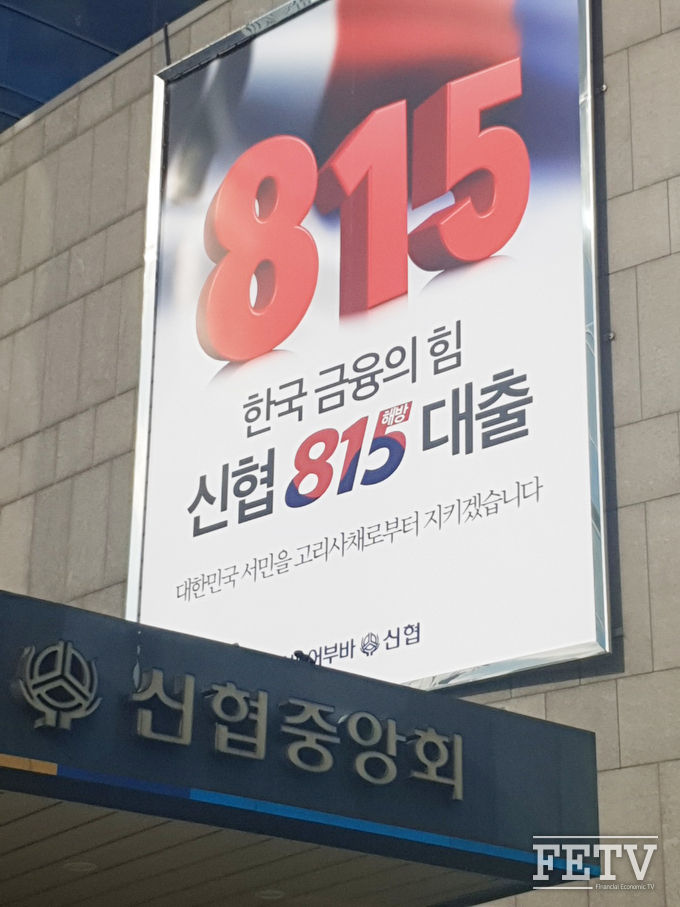 815
한국 금융의 힘
신협 815 해방 대출
대한민국 서민을 고리사채로부터 지키겠습니다
어부바 신협
신협중앙회
FETV
Financial Economic TV